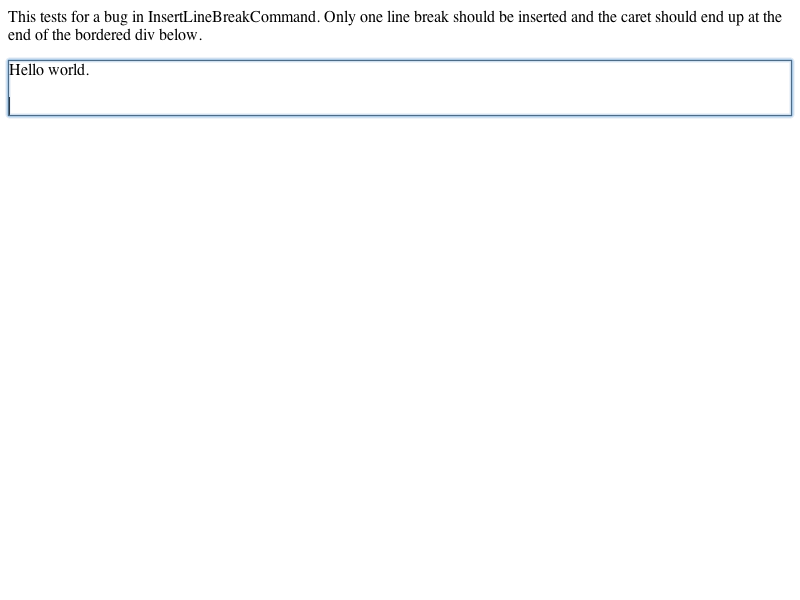 This tests for a bug in InsertLineBreakCommand. Only one line break should be inserted and the caret should end up at the
end of the bordered div below.
Hello world.